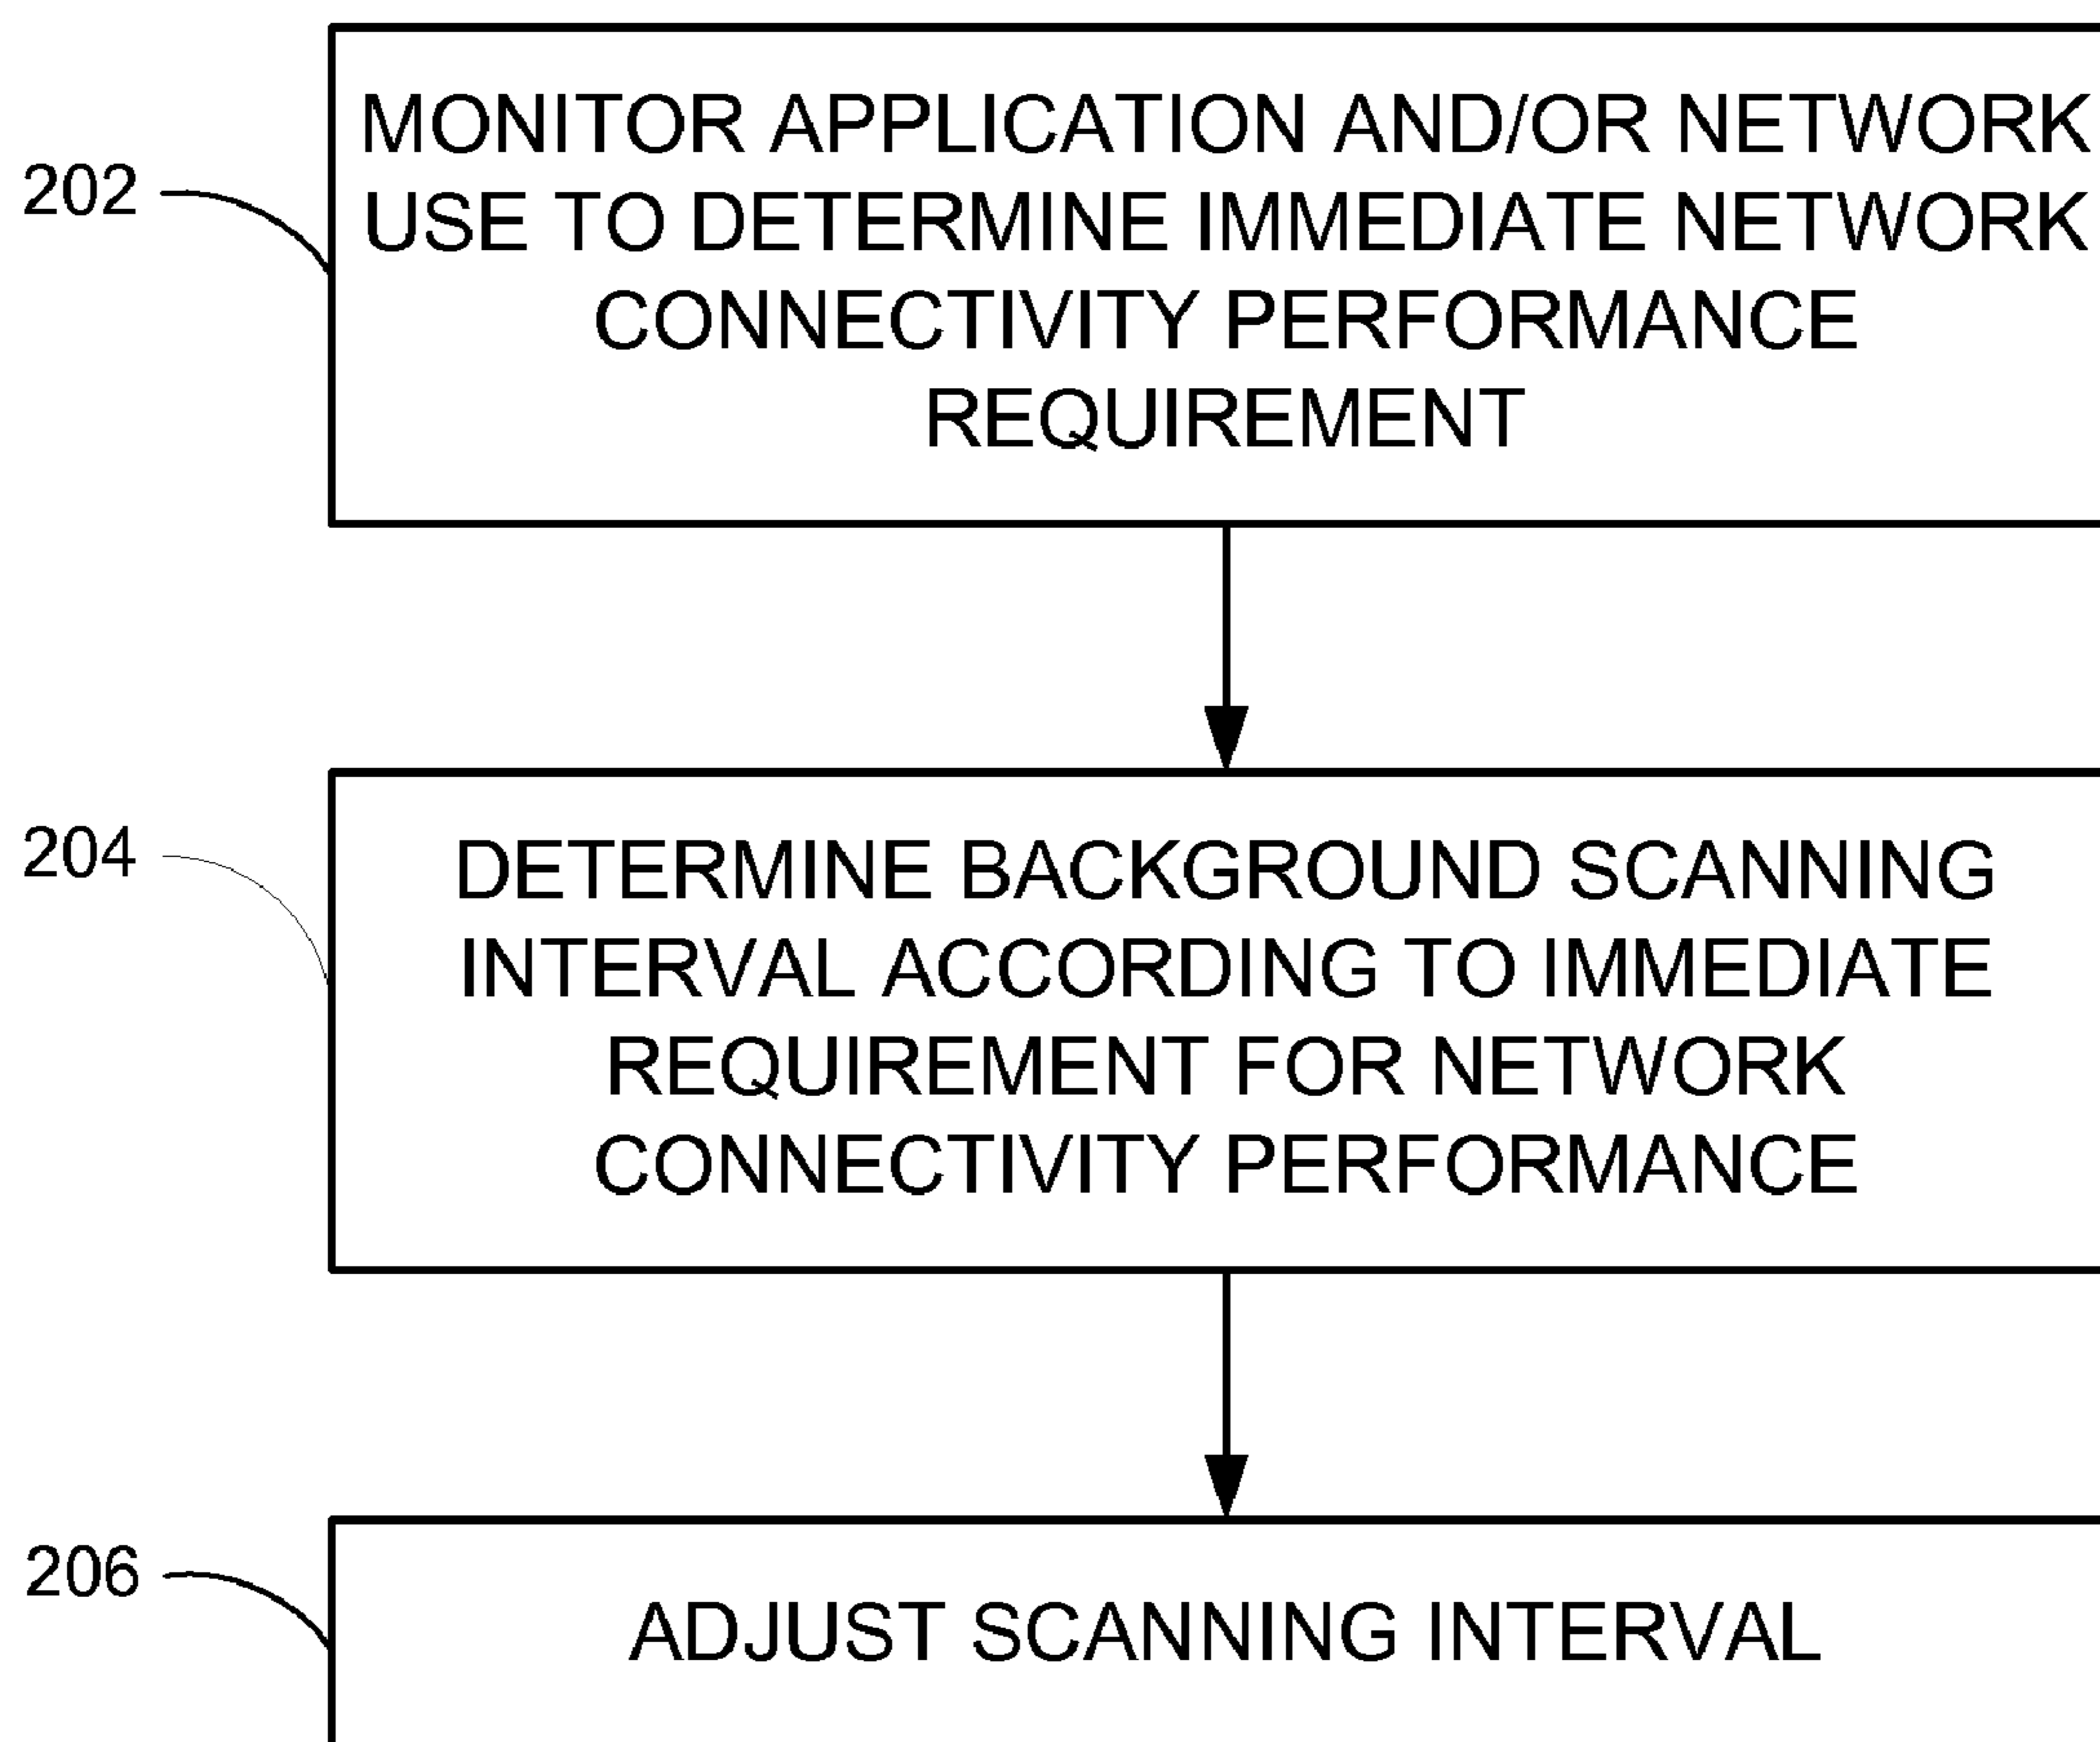 202
MONITOR APPLICATION AND/OR NETWORK
USE TO DETERMINE IMMEDIATE NETWORK
CONNECTIVITY PERFORMANCE
REQUIREMENT
204
DETERMINE BACKGROUND SCANNING
INTERVAL ACCORDING TO IMMEDIATE
REQUIREMENT FOR NETWORK
CONNECTIVITY PERFORMANCE
206
ADJUST SCANNING INTERVAL